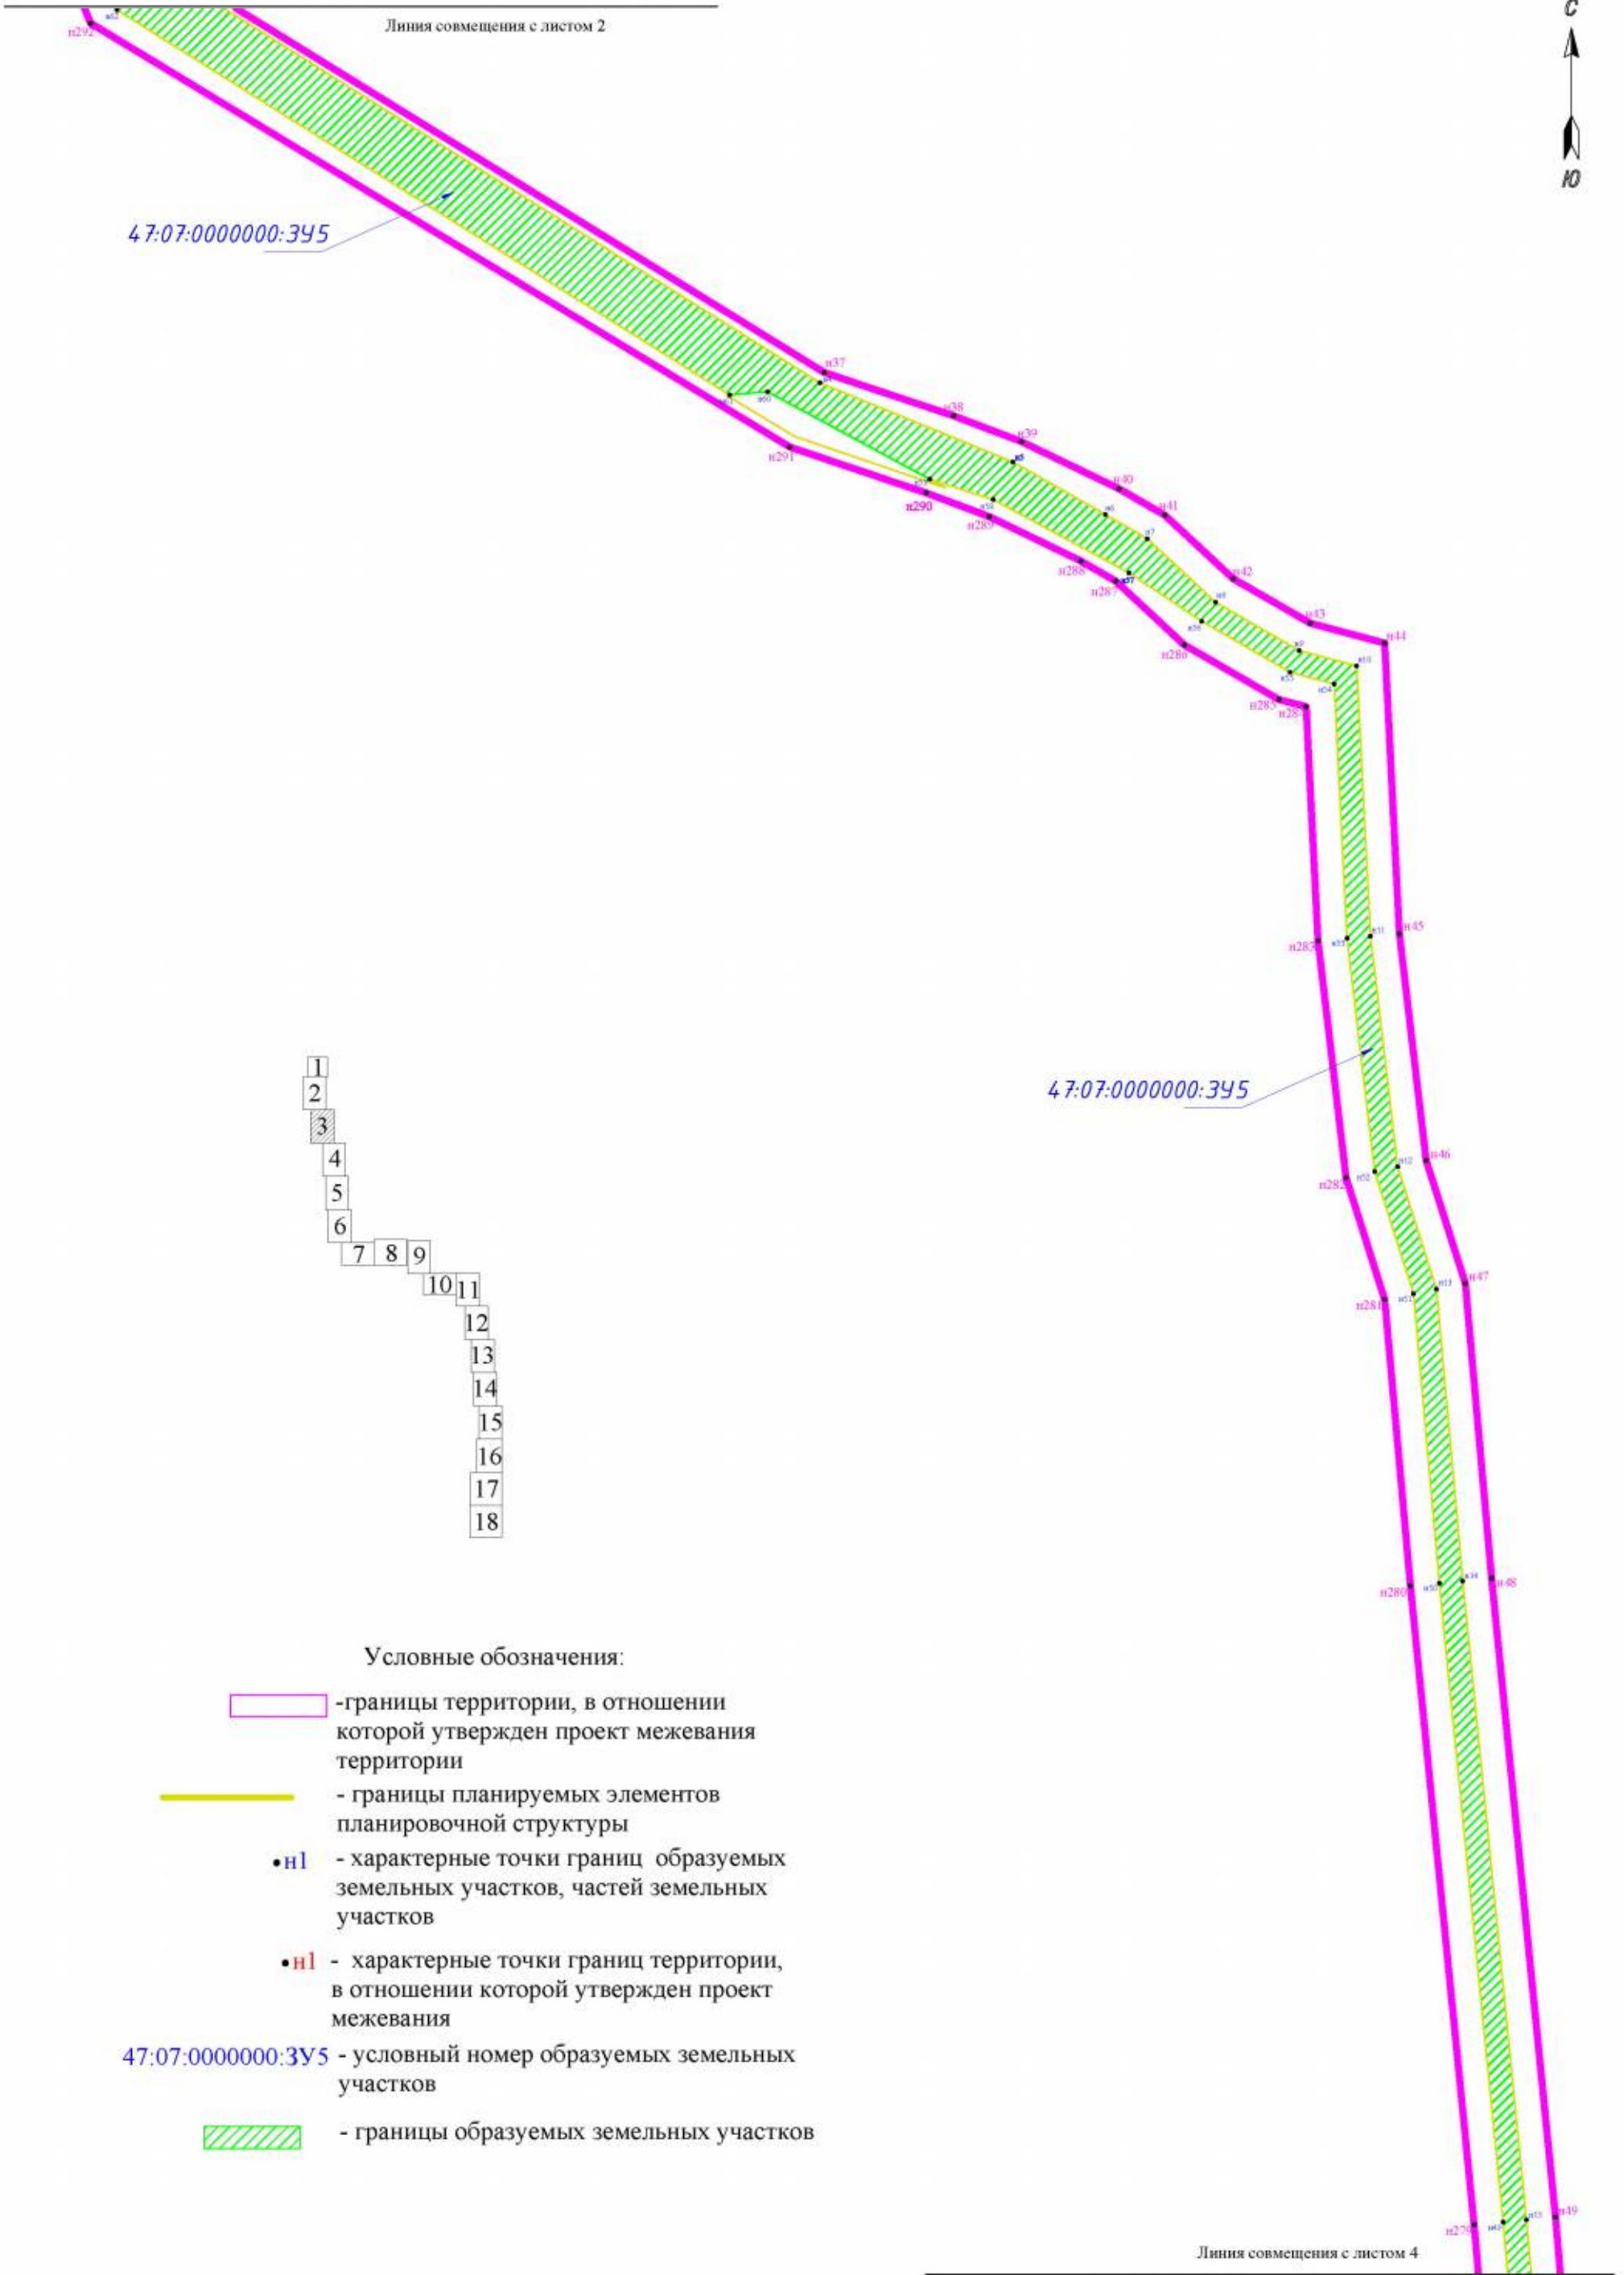 Линия совмещения с листом 2
С
Ю
н292
47:07:0000000:ЗУ5
н37
н38
н39
н40
н41
н42
н43
н44
н291
н290
н289
н288
н287
н286
н285
н45
н283
47:07:0000000:ЗУ5
н46
н282
н47
н281
н48
н280
1
2
3
4
5
6
7 8 9
10 11
12
13
14
15
16
17
18
Условные обозначения:
-границы территории, в отношении
которой утвержден проект межевания
территории
- границы планируемых элементов
планировочной структуры
н1 - характерные точки границ образуемых
земельных участков, частей земельных
участков
н1 - характерные точки границ территории,
в отношении которой утвержден проект
межевания
47:07:0000000:ЗУ5 - условный номер образуемых земельных
участков
- границы образуемых земельных участков
н49
н279
Линия совмещения с листом 4